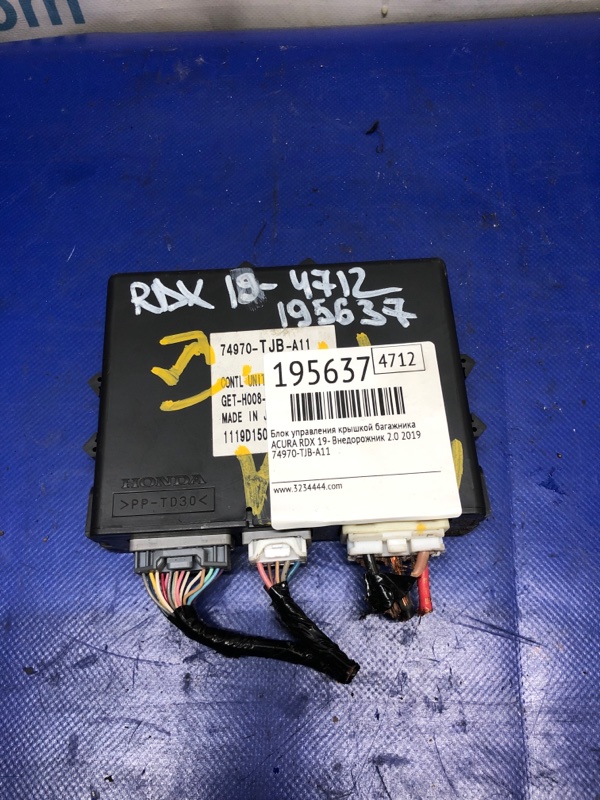 RDX 19- 4712
195637
74970-TJB-A11
CONTL UNIT
GET-H008-
MADE IN J
1119D150
195637 4712
Блок управления крышкой багажника
ACURA RDX 19- Внедорожник 2.0 2019
74970-TJB-A11
www.3234444.com
HONDA
>PP-TD30<